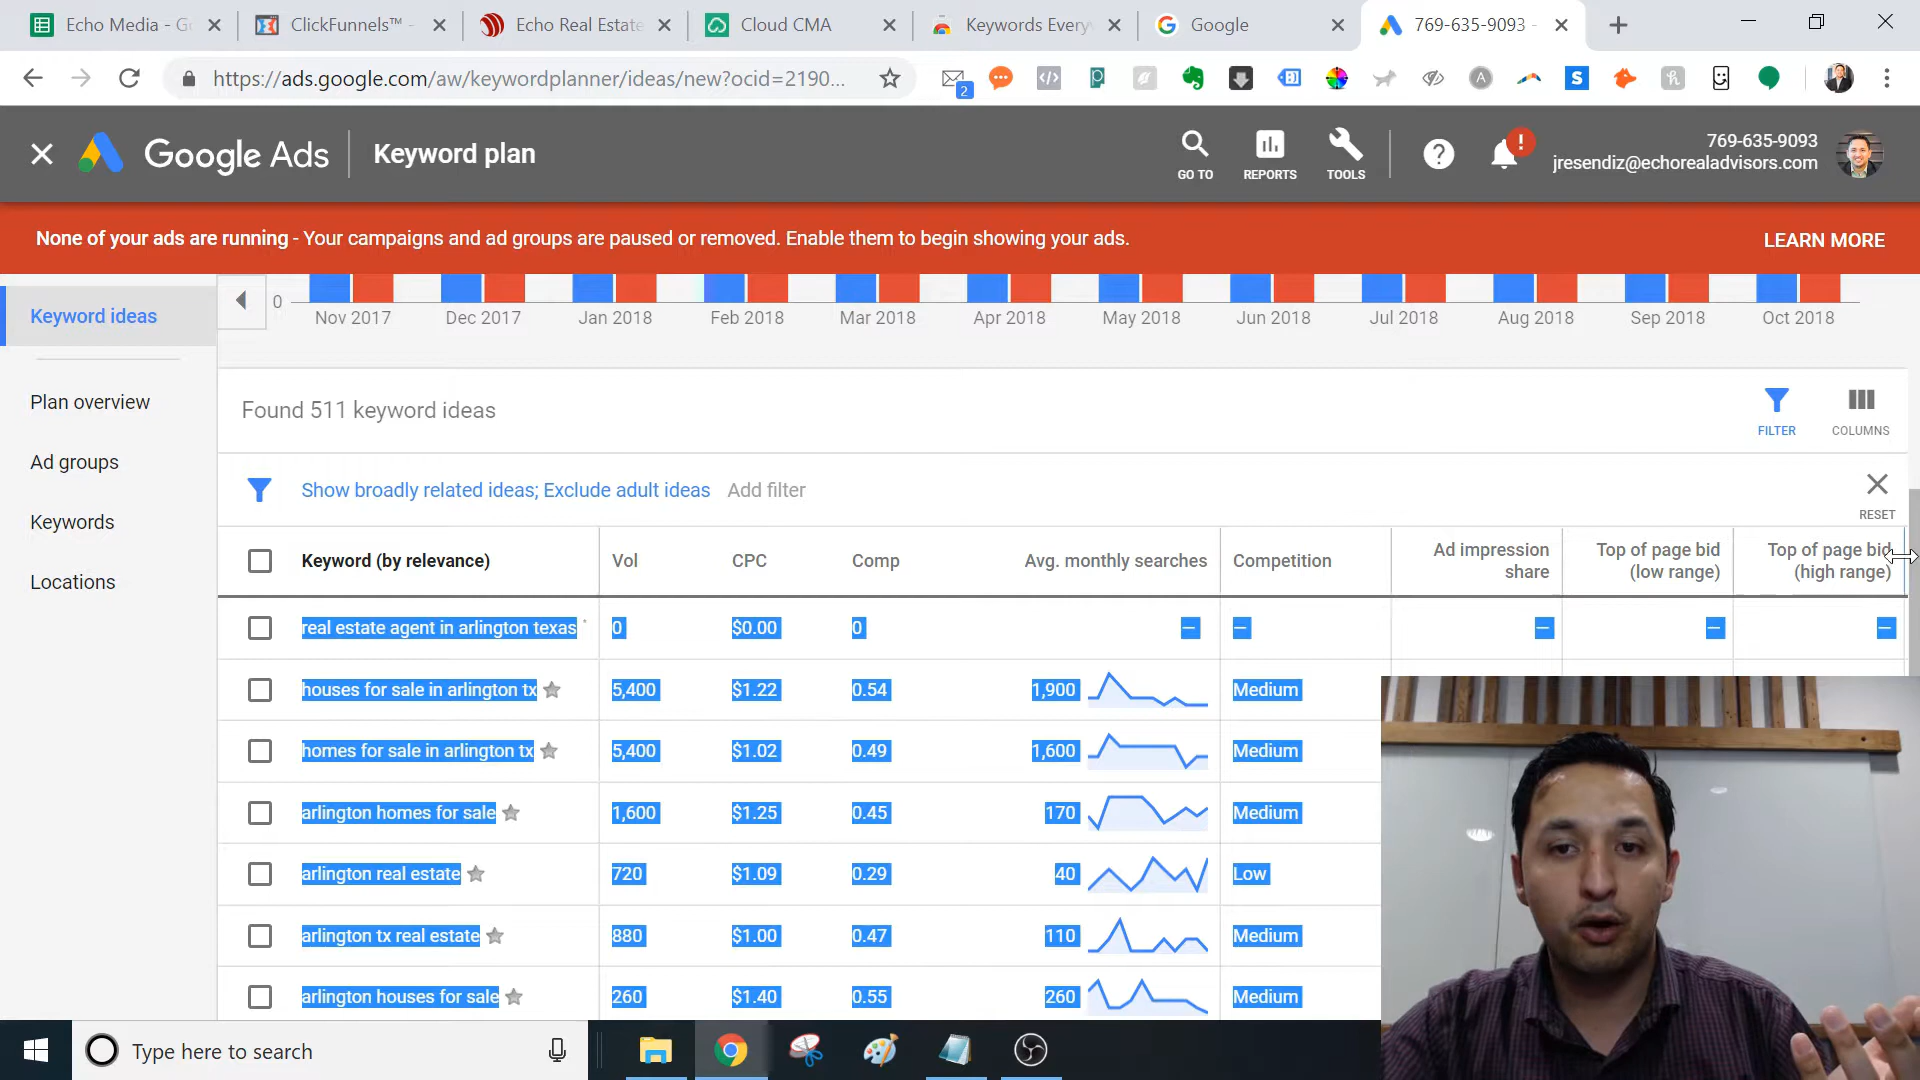 Echo Media - Go
ClickFunnels™ -
Echo Real Estate
Cloud CMA
Keywords Every
Google
769-635-9093 -
https://ads.google.com/aw/keywordplanner/ideas/new?ocid=2190...
2
Google Ads
Keyword plan
GO TO
REPORTS
TOOLS
769-635-9093
jresendiz@echorealadvisors.com
None of your ads are running - Your campaigns and ad groups are paused or removed. Enable them to begin showing your ads.
LEARN MORE
Keyword ideas
Plan overview
Ad groups
Keywords
Locations
0
Nov 2017 Dec 2017 Jan 2018 Feb 2018 Mar 2018 Apr 2018 May 2018 Jun 2018 Jul 2018 Aug 2018 Sep 2018 Oct 2018
Found 511 keyword ideas
FILTER
COLUMNS
Show broadly related ideas; Exclude adult ideas Add filter
RESET
Keyword (by relevance) Vol CPC Comp Avg. monthly searches Competition Ad impression share Top of page bid (low range) Top of page bid (high range)
real estate agent in arlington texas 0 $0.00 0 — — — — —
houses for sale in arlington tx 5,400 $1.22 0.54 1,900 Medium
homes for sale in arlington tx 5,400 $1.02 0.49 1,600 Medium
arlington homes for sale 1,600 $1.25 0.45 170 Medium
arlington real estate 720 $1.09 0.29 40 Low
arlington tx real estate 880 $1.00 0.47 110 Medium
arlington houses for sale 260 $1.40 0.55 260 Medium
Type here to search